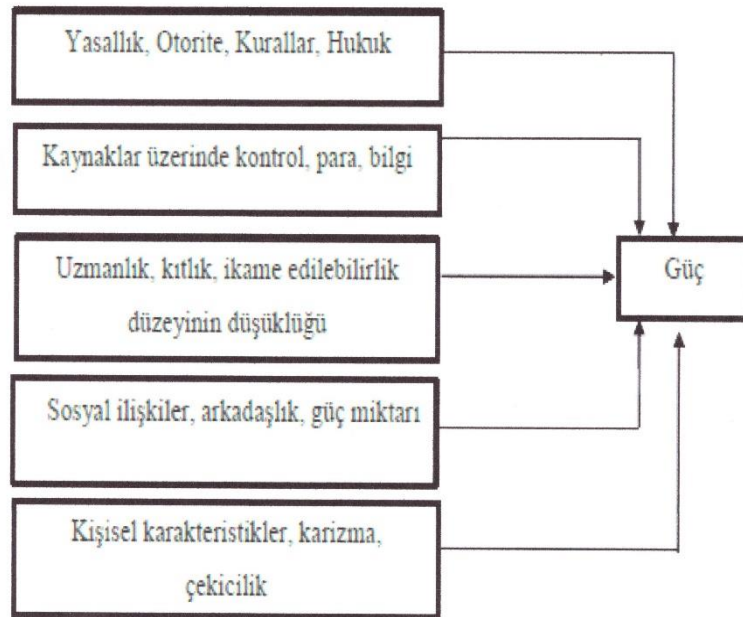 Yasallık, Otorite, Kurallar, Hukuk
Kaynaklar üzerinde kontrol, para, bilgi
Uzmanlık, kıtlık, ikame edilebilirlik
düzeyinin düşüklüğü
Güç
Sosyal ilişkiler, arkadaşlık, güç miktarı
Kişisel karakteristikler, karizma,
çekicilik